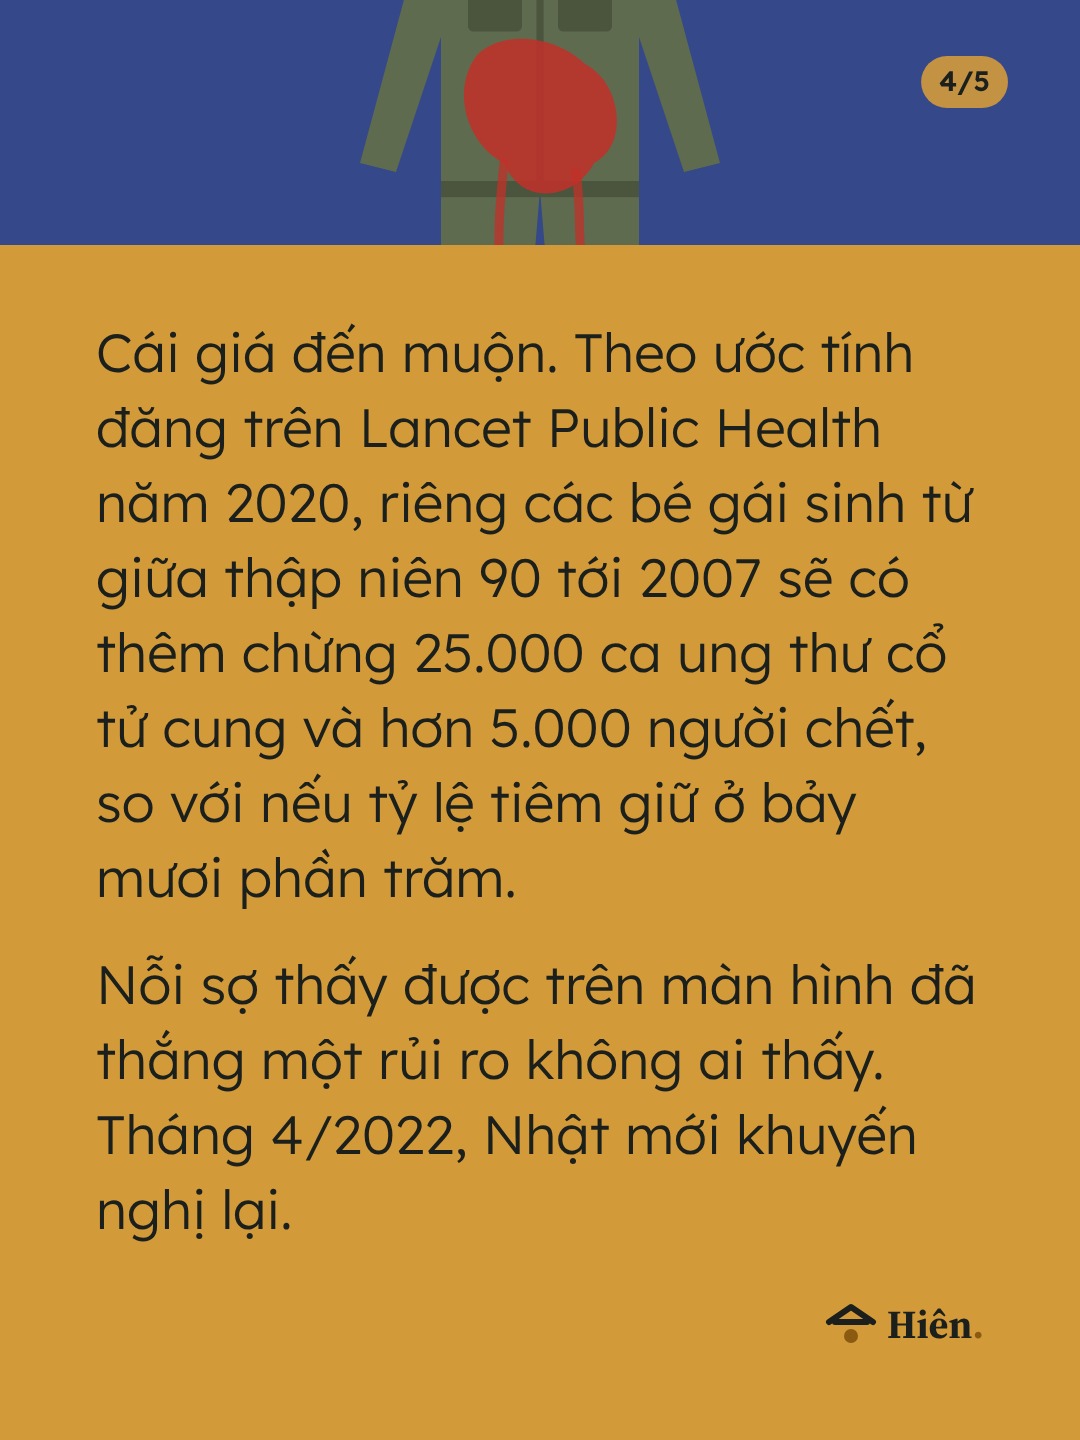 4/5
Cái giá đến muộn. Theo ước tính
đăng trên Lancet Public Health
năm 2020, riêng các bé gái sinh từ
giữa thập niên 90 tới 2007 sẽ có
thêm chừng 25.000 ca ung thư cổ
tử cung và hơn 5.000 người chết,
so với nếu tỷ lệ tiêm giữ ở bảy
mươi phần trăm.
Nỗi sợ thấy được trên màn hình đã
thắng một rủi ro không ai thấy.
Tháng 4/2022, Nhật mới khuyến
nghị lại.
Hiên.